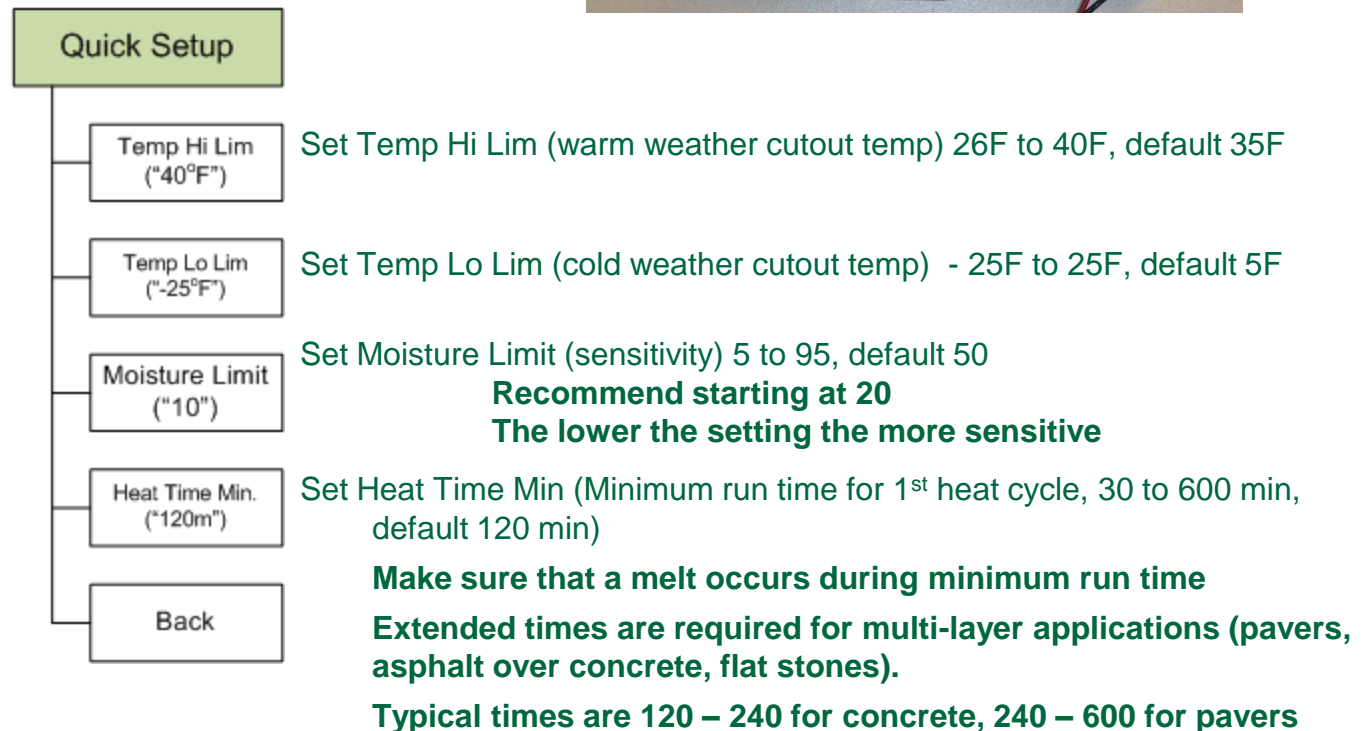 Quick Setup
Temp Hi Lim
("40°F")
Set Temp Hi Lim (warm weather cutout temp) 26F to 40F, default 35F
Temp Lo Lim
("-25°F")
Set Temp Lo Lim (cold weather cutout temp)  - 25F to 25F, default 5F
Moisture Limit
("10")
Set Moisture Limit (sensitivity) 5 to 95, default 50
Recommend starting at 20
The lower the setting the more sensitive
Heat Time Min.
("120m")
Set Heat Time Min (Minimum run time for 1st heat cycle, 30 to 600 min,
default 120 min)
Make sure that a melt occurs during minimum run time
Back
Extended times are required for multi-layer applications (pavers,
asphalt over concrete, flat stones).
Typical times are 120 – 240 for concrete, 240 – 600 for pavers